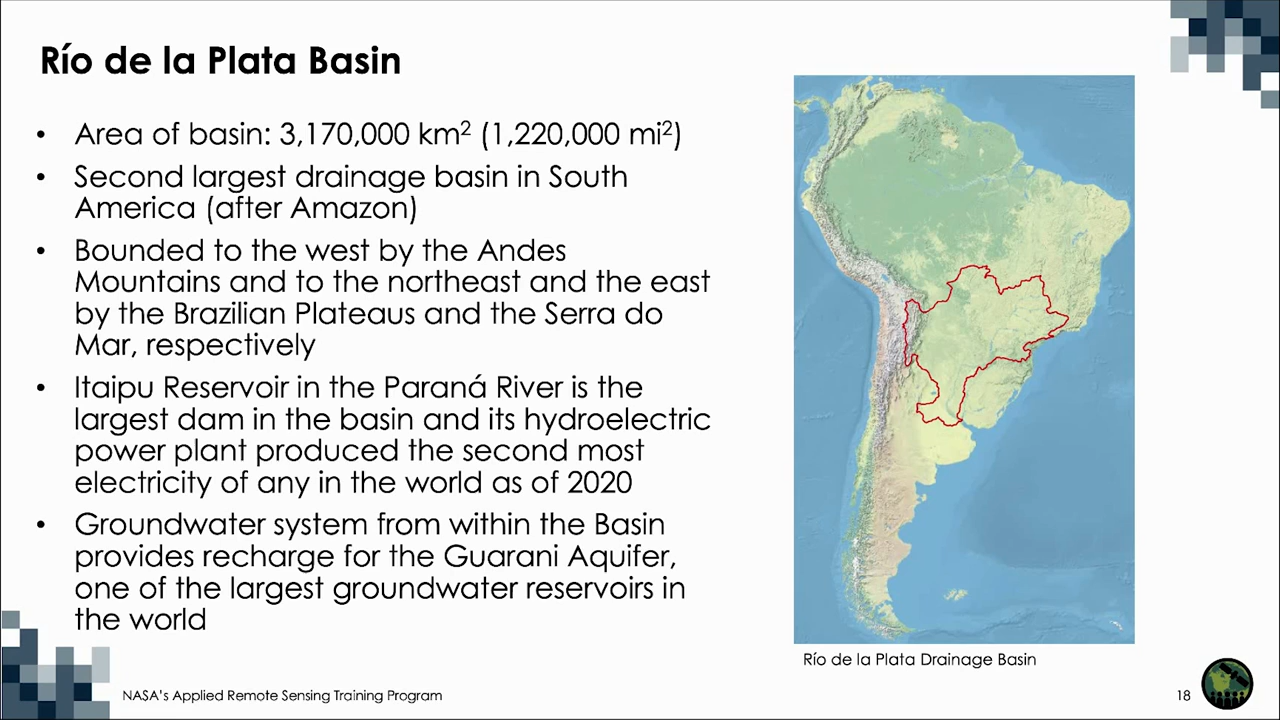 Río de la Plata Basin
• Area of basin: 3,170,000 km² (1,220,000 mi²)
• Second largest drainage basin in South
America (after Amazon)
• Bounded to the west by the Andes
Mountains and to the northeast and the east
by the Brazilian Plateaus and the Serra do
Mar, respectively
• Itaipu Reservoir in the Paraná River is the
largest dam in the basin and its hydroelectric
power plant produced the second most
electricity of any in the world as of 2020
• Groundwater system from within the Basin
provides recharge for the Guarani Aquifer,
one of the largest groundwater reservoirs in
the world
Río de la Plata Drainage Basin
NASA's Applied Remote Sensing Training Program
18